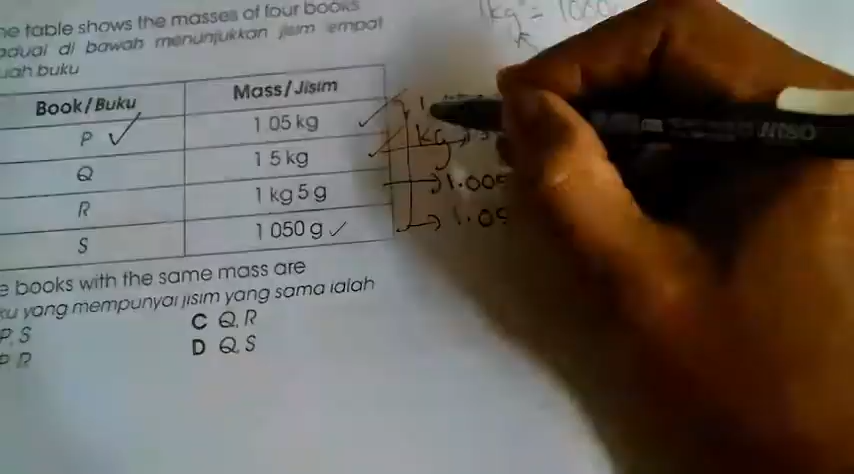 ne table shows the masses of four books
adual di bawah menunjukkan jisim empat
uah buku
1kg = 1000
Book/Buku Mass/Jisim
P ✓ 1 05 kg
Q 1 5 kg
R 1 kg 5 g
S 1 050 g ✓
kg
1.005
1.05
e books with the same mass are
ku yang mempunyai jisim yang sama ialah
P, S C Q, R
P R D Q, S